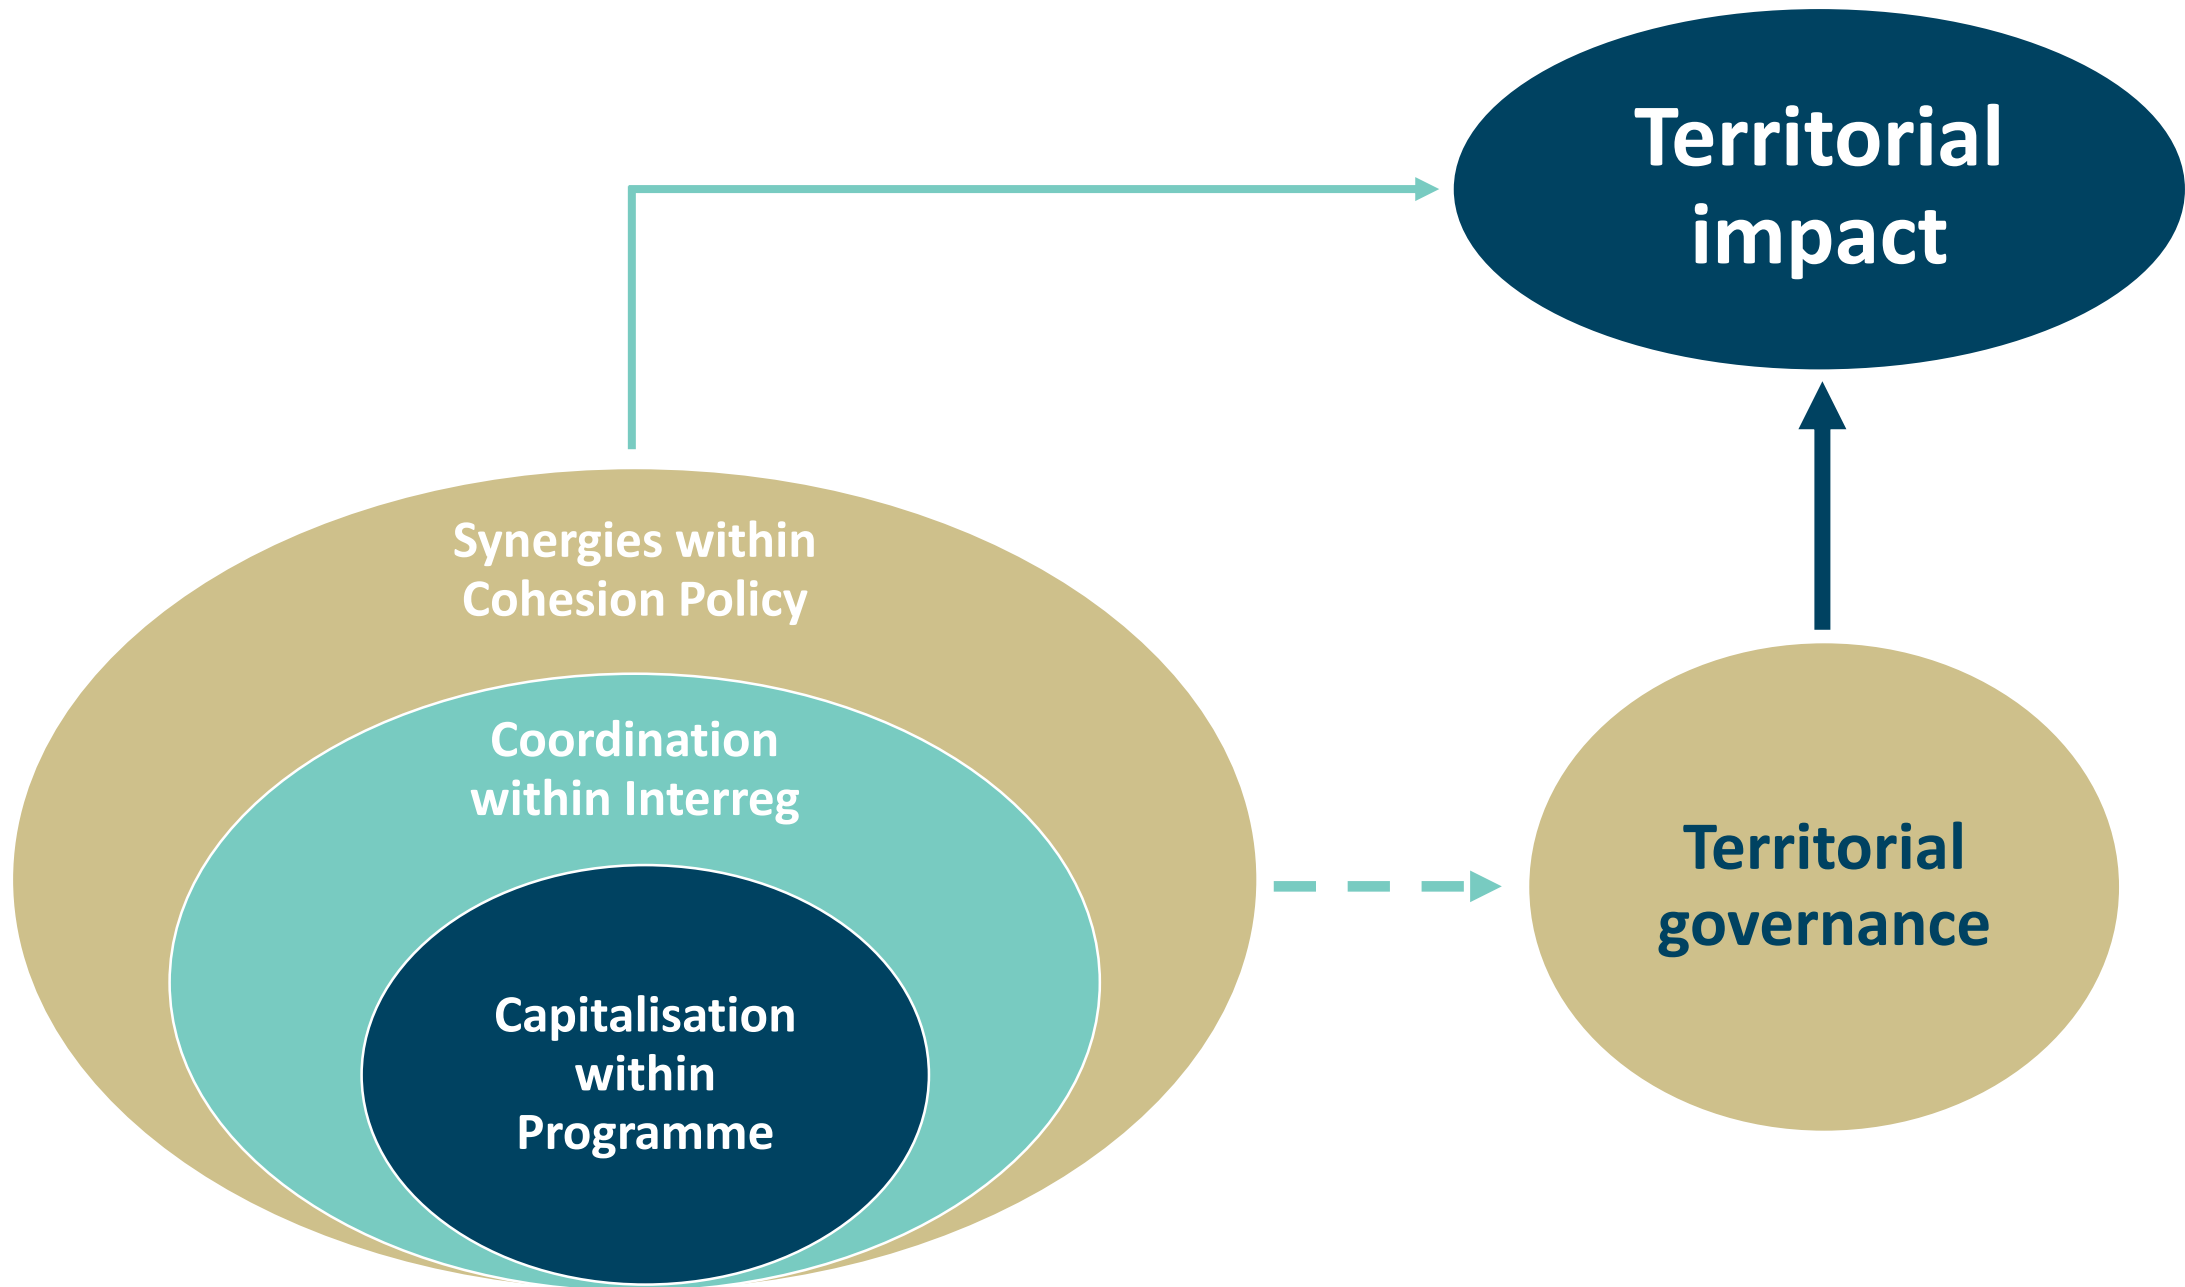 Territorial
impact
Synergies within
Cohesion Policy
Coordination
within Interreg
Capitalisation
within
Programme
Territorial
governance